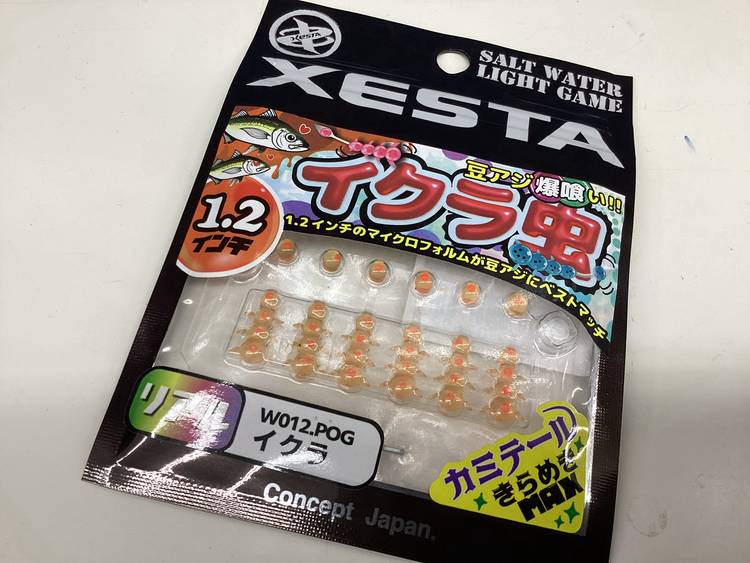 XESTA
SALT WATER
LIGHT GAME
XESTA
豆アジ爆喰い!!
イクラ虫
1.2
インチ
1.2インチのマイクロフォルムが豆アジにベストマッチ
リアル
W012.POG
イクラ
カミテール
きらめき
MAX
Concept Japan.